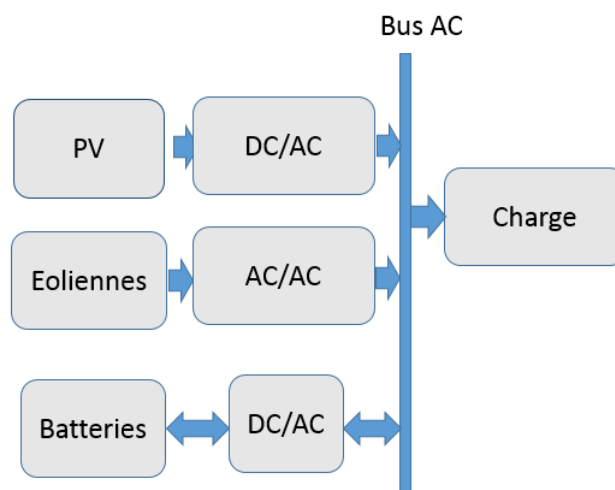 Bus AC
PV
DC/AC
Charge
Eoliennes
AC/AC
Batteries
DC/AC